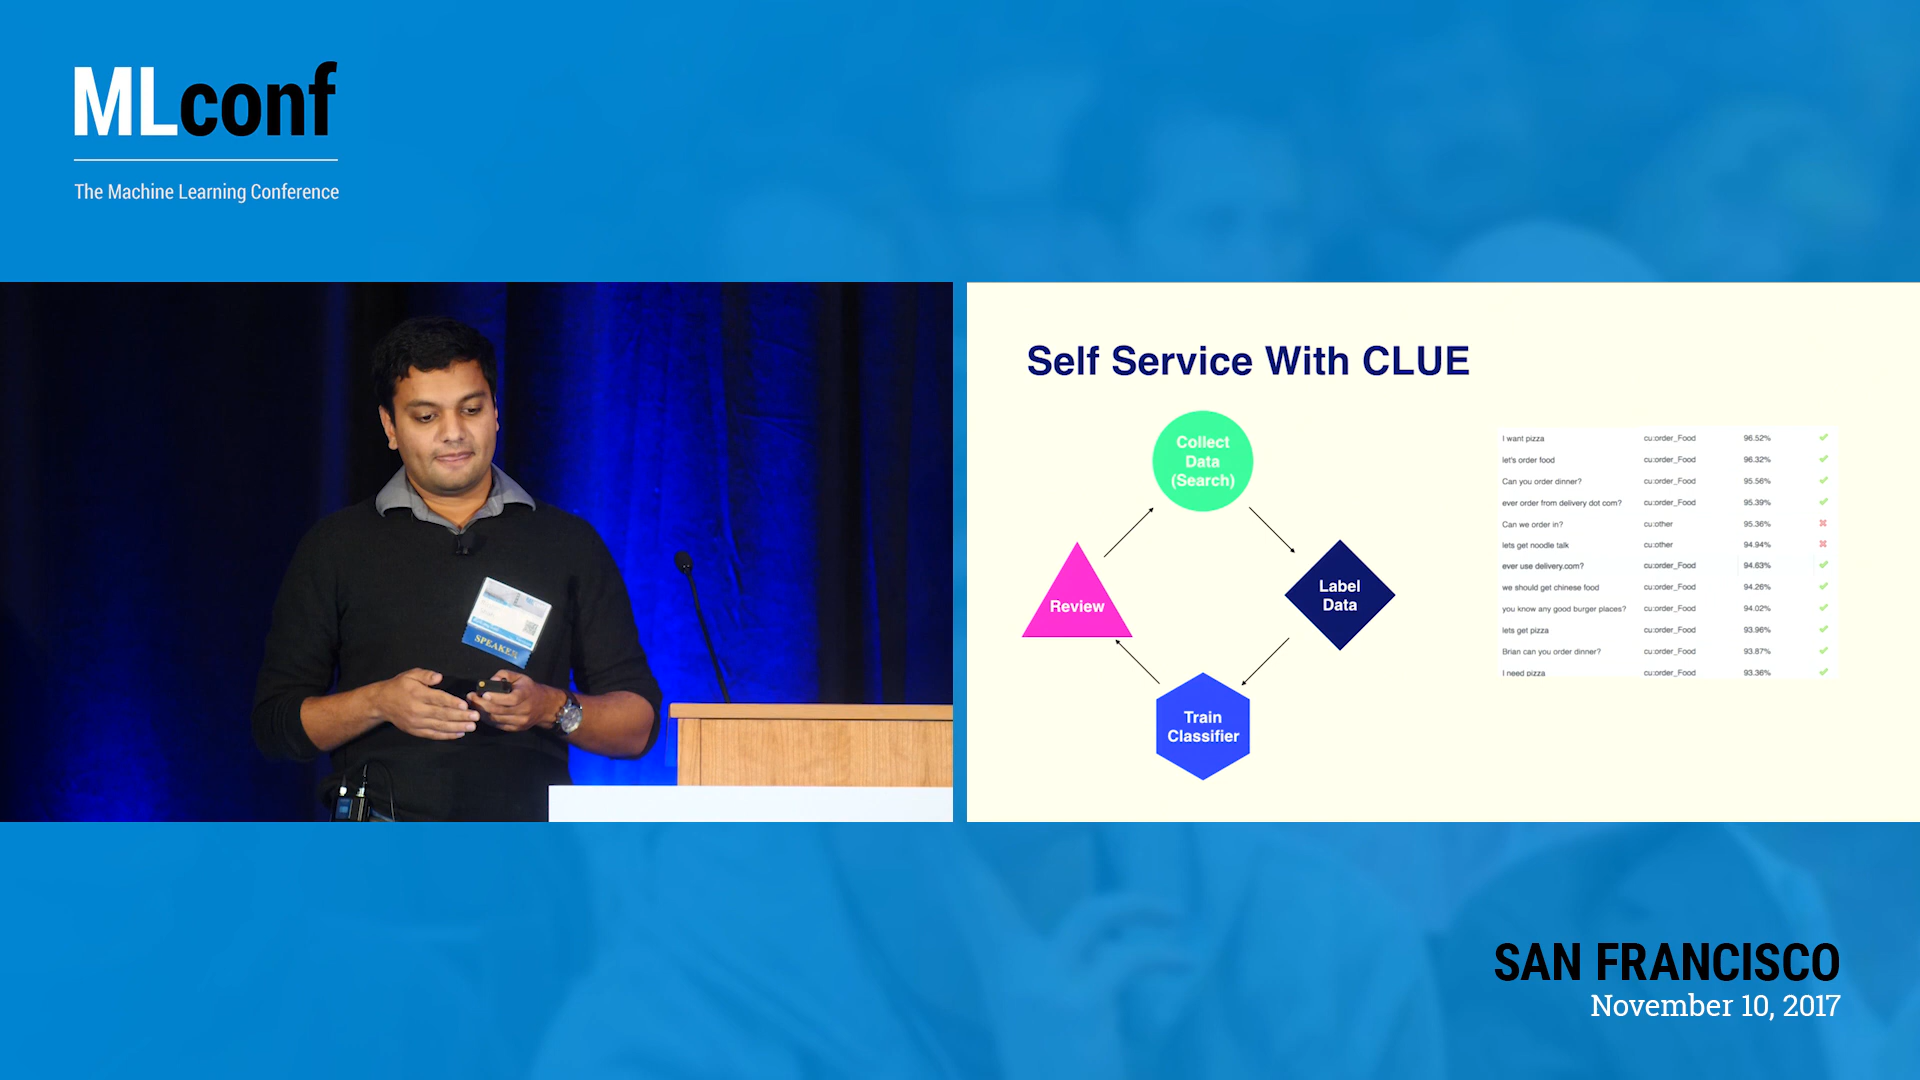 MLconf
The Machine Learning Conference
SPEAKER
Self Service With CLUE
Collect
Data
(Search)
Label
Data
Train
Classifier
Review
I want pizza cu:order_Food 96.52%
let's order food cu:order_Food 96.32%
Can you order dinner? cu:order_Food 95.56%
ever order from delivery dot com? cu:order_Food 95.39%
Can we order in? cu:other 95.36%
lets get noodle talk cu:other 94.94%
ever use delivery.com? cu:order_Food 94.63%
we should get chinese food cu:order_Food 94.26%
you know any good burger places? cu:order_Food 94.02%
lets get pizza cu:order_Food 93.96%
Brian can you order dinner? cu:order_Food 93.87%
I need pizza cu:order_Food 93.36%
SAN FRANCISCO
November 10, 2017